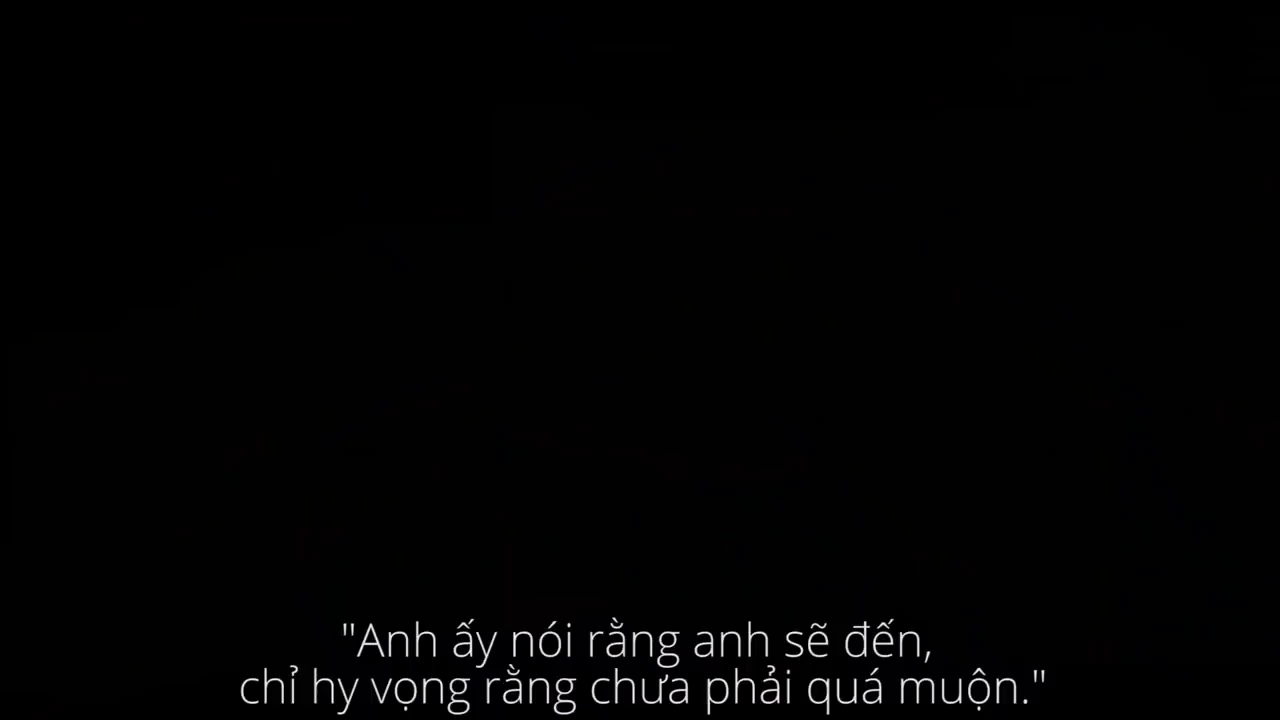 "Anh ấy nói rằng anh sẽ đến,
chỉ hy vọng rằng chưa phải quá muộn."